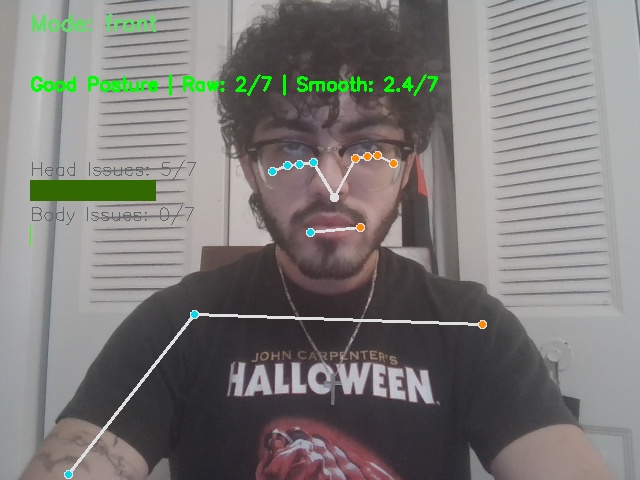 Mode: front
Good Posture | Raw: 2/7 | Smooth: 2.4/7
Head Issues: 5/7
Body Issues: 0/7
JOHN CARPENTER'S
HALLOWEEN